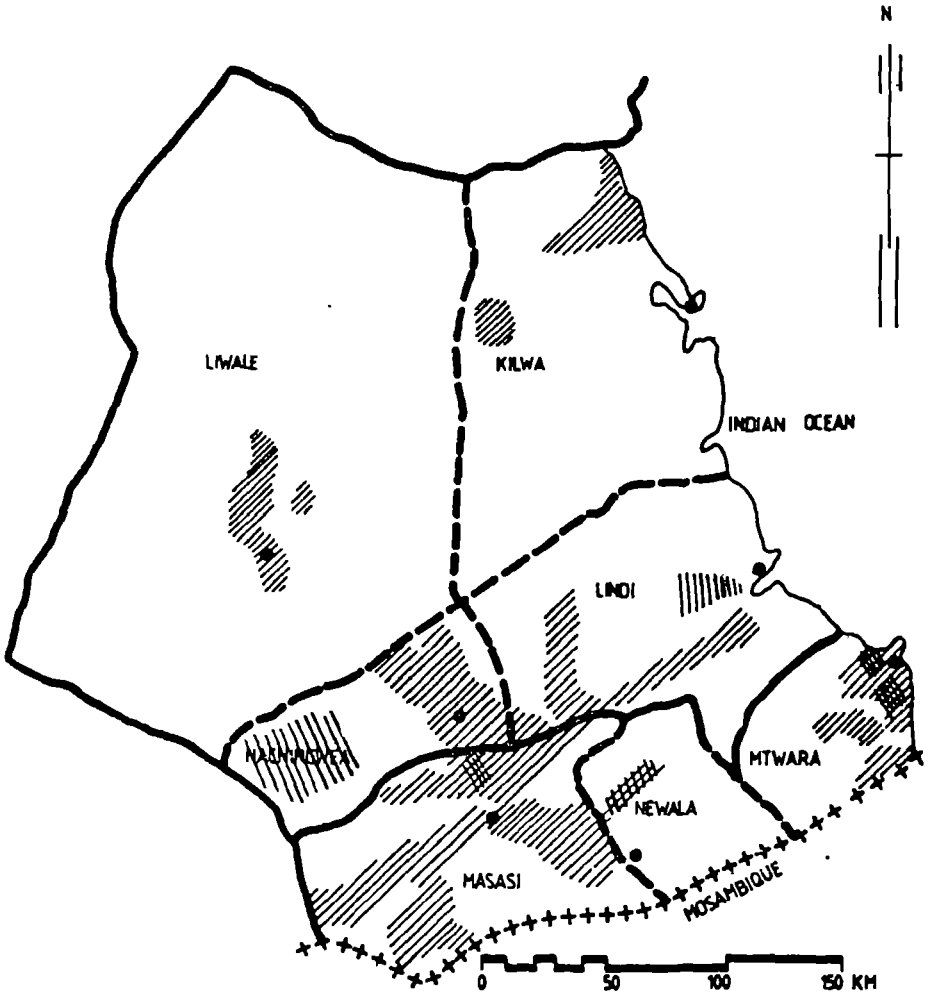 N
LIWALE
KILWA
INDIAN OCEAN
LINDI
MTWARA
NEWALA
MASASI
MOSAMBIQUE
0 50 100 150 KM